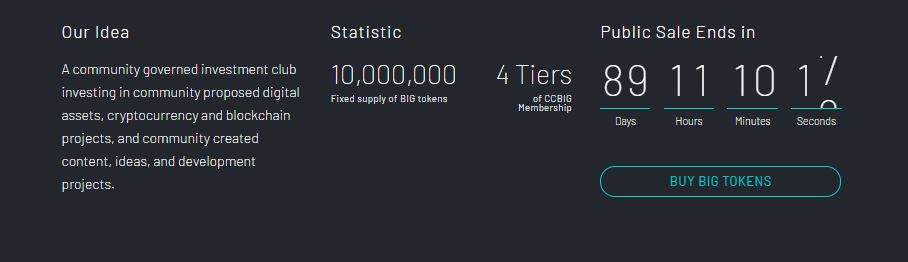 Our Idea
A community governed investment club
investing in community proposed digital
assets, cryptocurrency and blockchain
projects, and community created
content, ideas, and development
projects.
Statistic
10,000,000
Fixed supply of BIG tokens
4 Tiers
of CCBIG
Membership
Public Sale Ends in
89 11 10
Days Hours Minutes Seconds
BUY BIG TOKENS